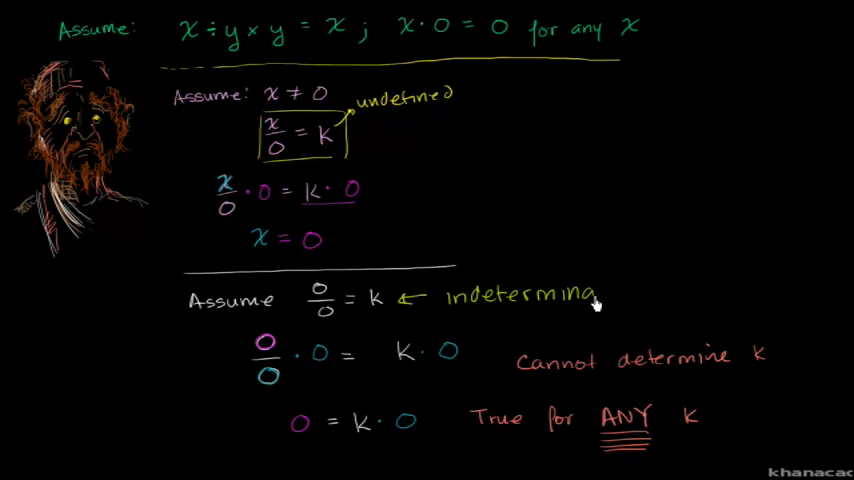 Assume: x ÷ y × y = x ; x · 0 = 0 for any x
Assume: x ≠ 0
undefined
x/0 = k
x/0 · 0 = k · 0
x = 0
Assume 0/0 = k ← indetermina
0/0 · 0 = k · 0
Cannot determine k
0 = k · 0 True for ANY k
khanacad